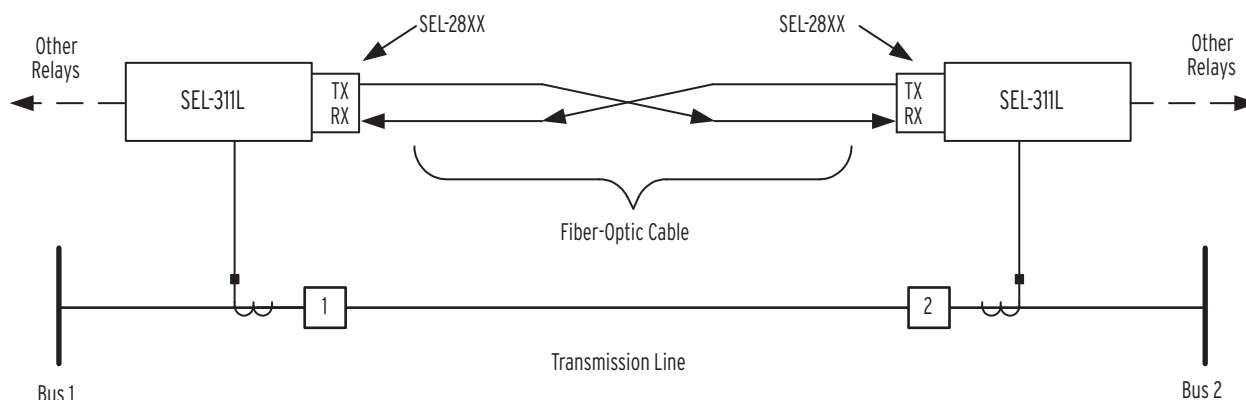 SEL-28XX
SEL-28XX
Other
Relays
Other
Relays
SEL-311L
TX
RX
TX
RX
SEL-311L
Fiber-Optic Cable
1
2
Transmission Line
Bus 1
Bus 2